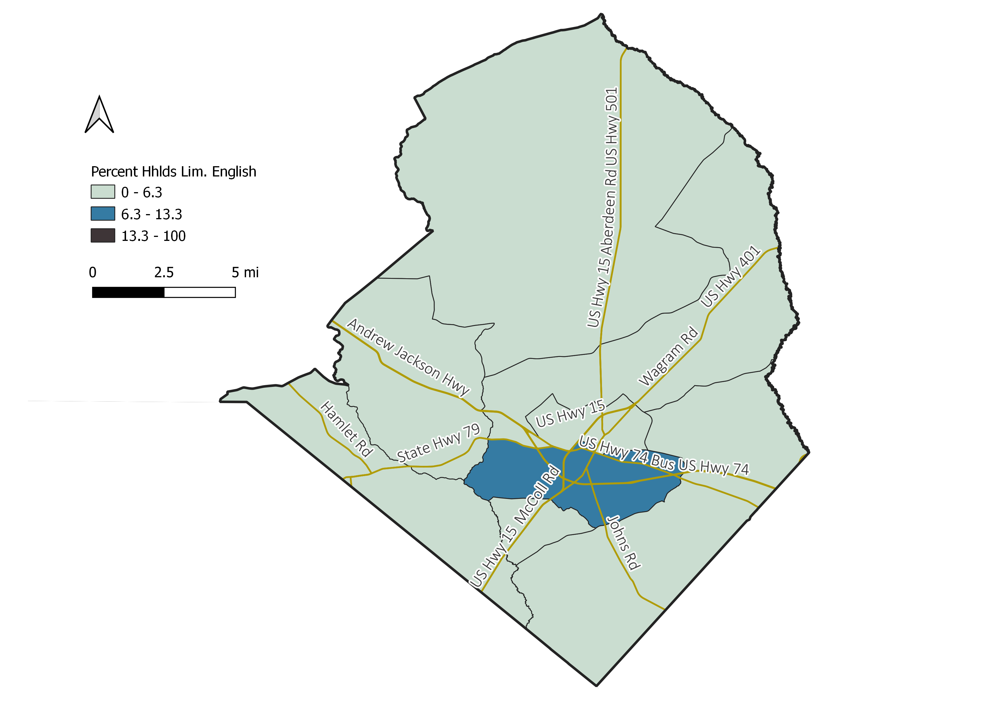 Percent Hhlds Lim. English
0 - 6.3
6.3 - 13.3
13.3 - 100
0 2.5 5 mi
US Hwy 15 Aberdeen Rd US Hwy 501
US Hwy 401
Wagram Rd
Andrew Jackson Hwy
US Hwy 15
Hamlet Rd
State Hwy 79
US Hwy 74 Bus US Hwy 74
US Hwy 15 McColl Rd
Johns Rd